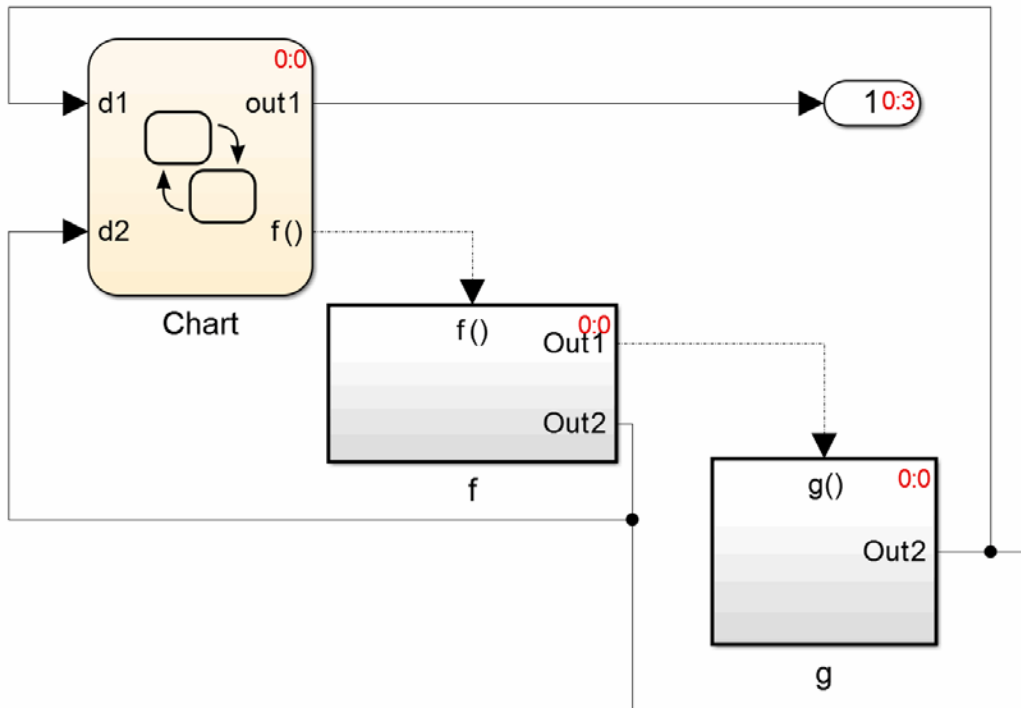 0:0
d1
out1
1
0:3
d2
f()
Chart
f()
0:0
Out1
Out2
f
g()
0:0
Out2
g